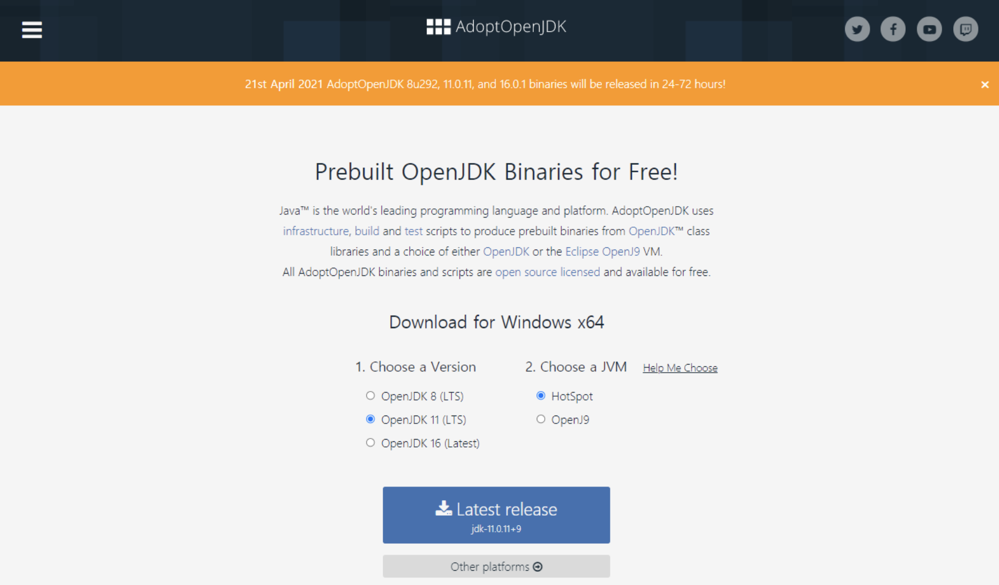 AdoptOpenJDK
21st April 2021 AdoptOpenJDK 8u292, 11.0.11, and 16.0.1 binaries will be released in 24-72 hours!
×
Prebuilt OpenJDK Binaries for Free!
Java™ is the world's leading programming language and platform. AdoptOpenJDK uses
infrastructure, build and test scripts to produce prebuilt binaries from OpenJDK™ class
libraries and a choice of either OpenJDK or the Eclipse OpenJ9 VM.
All AdoptOpenJDK binaries and scripts are open source licensed and available for free.
Download for Windows x64
1. Choose a Version
OpenJDK 8 (LTS)
OpenJDK 11 (LTS)
OpenJDK 16 (Latest)
2. Choose a JVM Help Me Choose
HotSpot
OpenJ9
Latest release
jdk-11.0.11+9
Other platforms